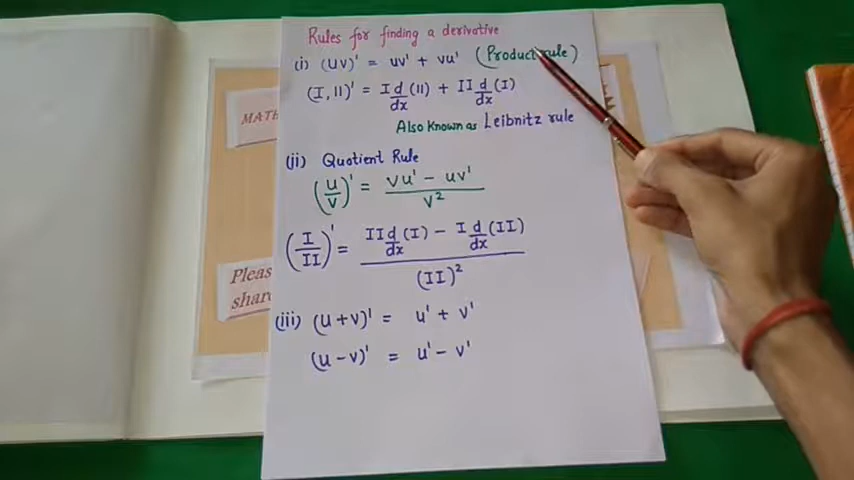 Rules for finding a derivative
(i) (uv)' = uv' + vu' (Product rule)
(I, II)' = I d/dx (II) + II d/dx (I)
Also known as Leibnitz rule
(ii) Quotient Rule
(u/v)' = vu' - uv' / v²
(I/II)' = II d/dx (I) - I d/dx (II) / (II)²
(iii) (u+v)' = u' + v'
(u-v)' = u' - v'
MATH
Pleas
share